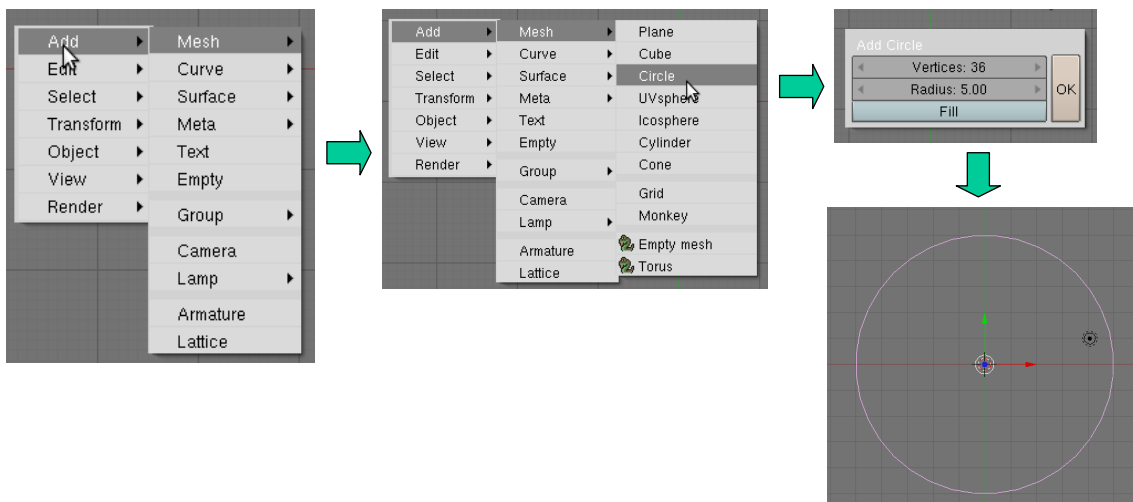 Add
Edit
Select
Transform
Object
View
Render
Mesh
Curve
Surface
Meta
Text
Empty
Group
Camera
Lamp
Armature
Lattice
Add
Edit
Select
Transform
Object
View
Render
Mesh
Curve
Surface
Meta
Text
Empty
Group
Camera
Lamp
Armature
Lattice
Plane
Cube
Circle
UVsphere
Icosphere
Cylinder
Cone
Grid
Monkey
Empty mesh
Torus
Add Circle
Vertices: 36
Radius: 5.00
Fill
OK